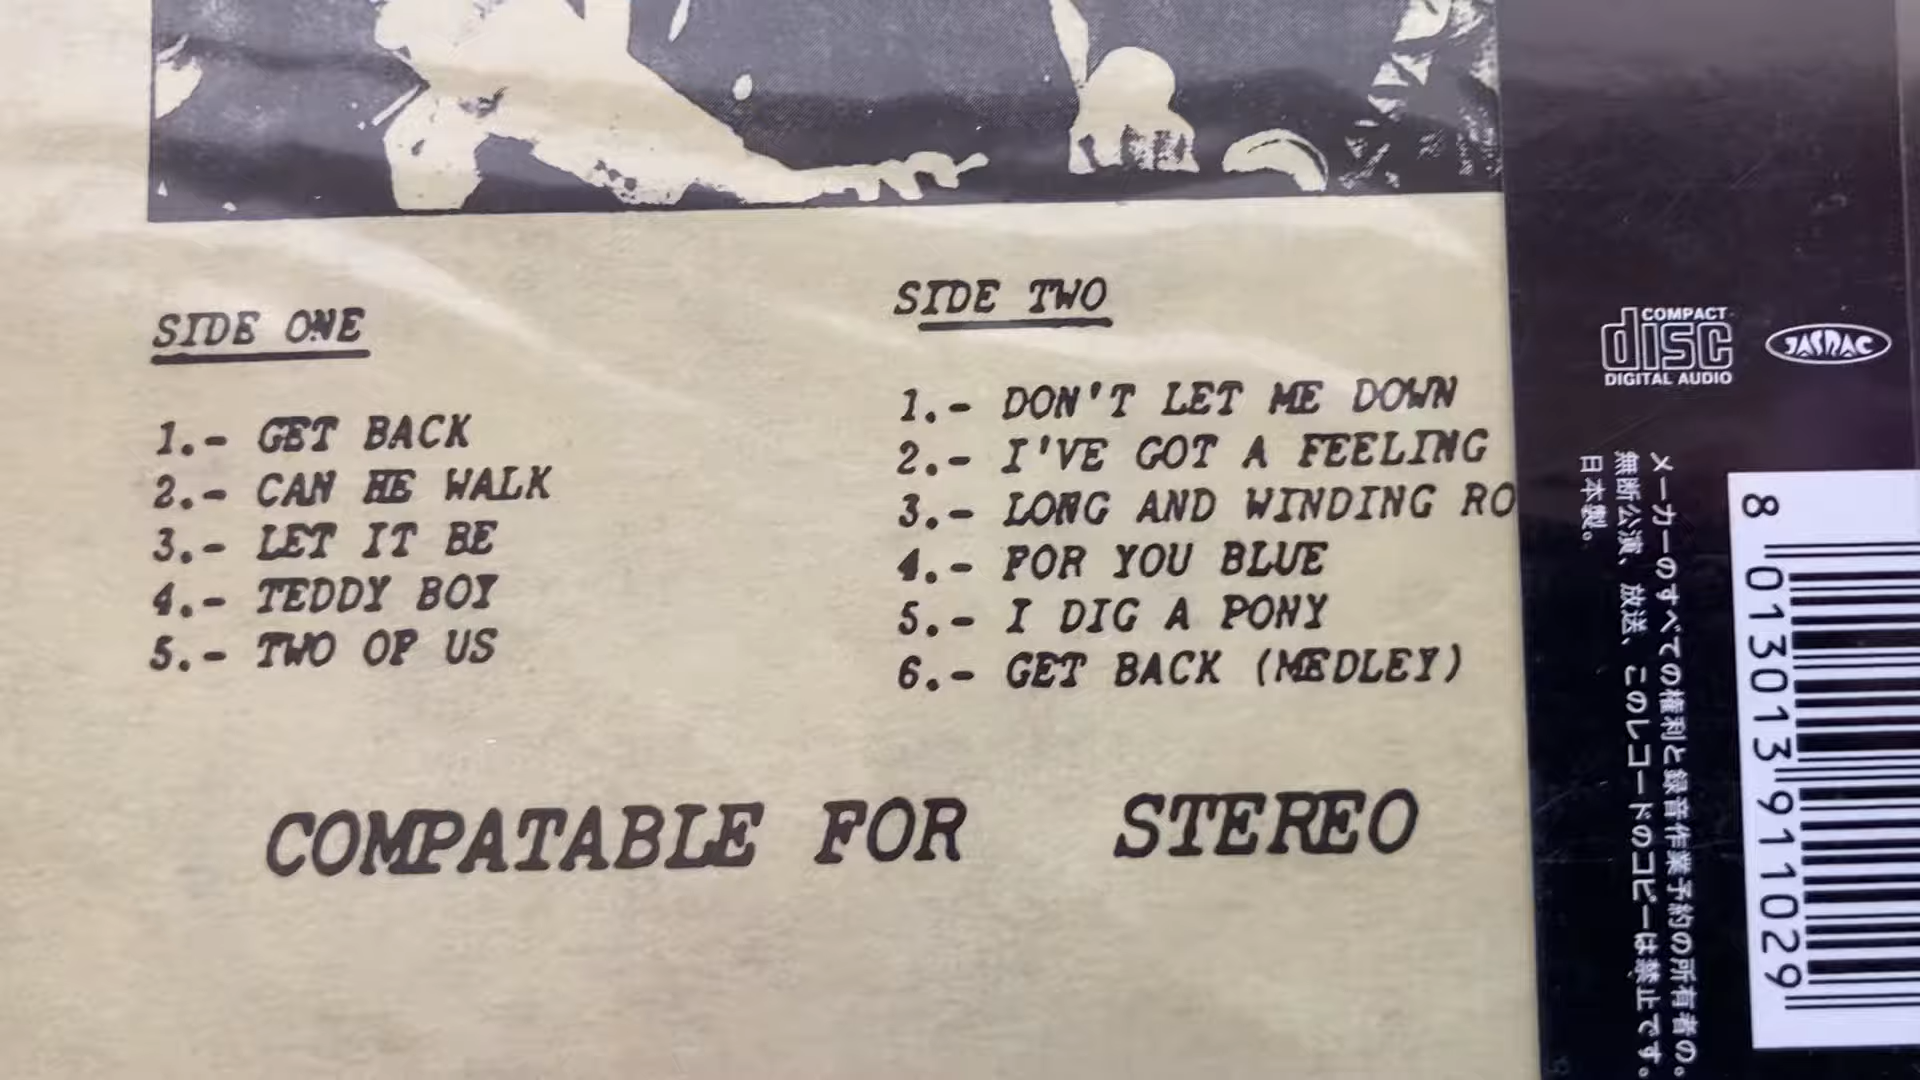 SIDE ONE
1.- GET BACK
2.- CAN HE WALK
3.- LET IT BE
4.- TEDDY BOY
5.- TWO OF US
SIDE TWO
1.- DON'T LET ME DOWN
2.- I'VE GOT A FEELING
3.- LONG AND WINDING RO
4.- FOR YOU BLUE
5.- I DIG A PONY
6.- GET BACK (MEDLEY)
COMPATABLE FOR STEREO
COMPACT
disc
DIGITAL AUDIO
JASRAC
メーカーのすべての権利と録音作業予約の所有者の。
無断公演、放送、このレコードのコピーは禁止です。
日本製。
8 013013 911029